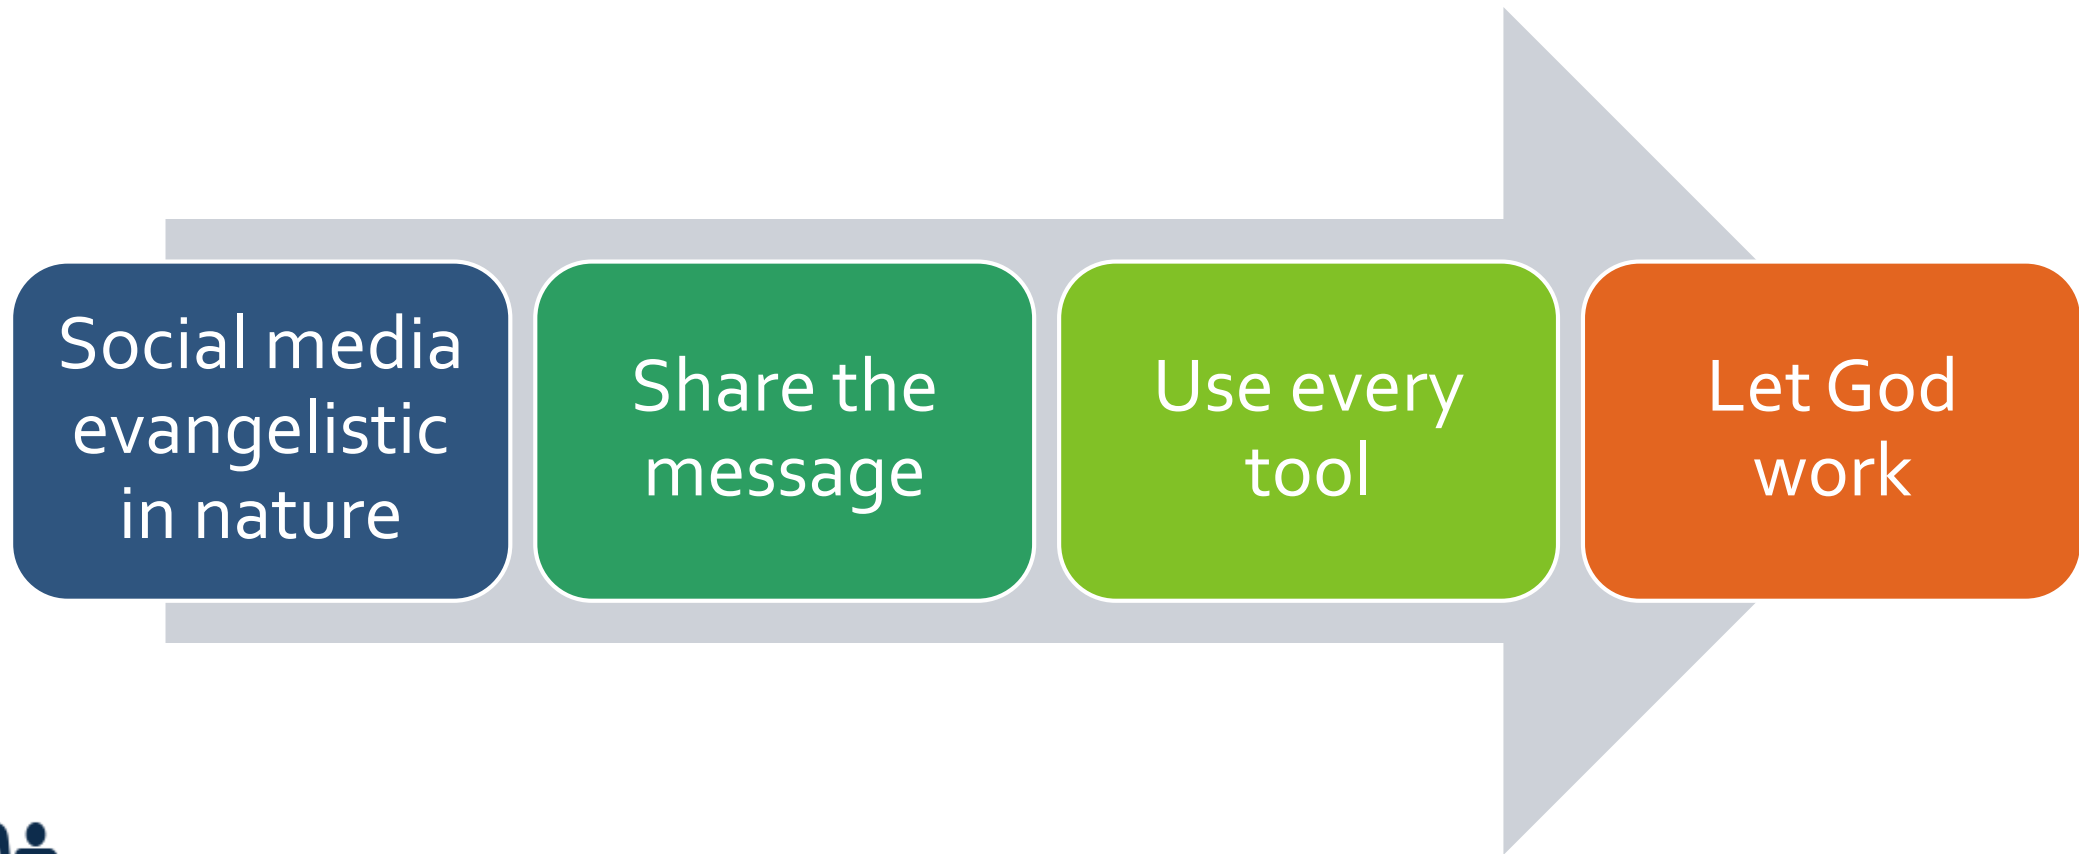 Social media
evangelistic
in nature
Share the
message
Use every
tool
Let God
work